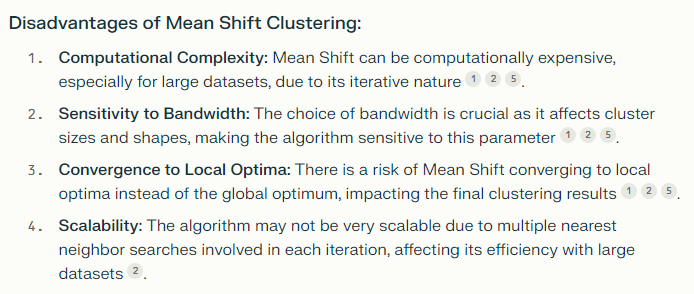 Disadvantages of Mean Shift Clustering:
1. Computational Complexity: Mean Shift can be computationally expensive,
especially for large datasets, due to its iterative nature 1 2 5.
2. Sensitivity to Bandwidth: The choice of bandwidth is crucial as it affects cluster
sizes and shapes, making the algorithm sensitive to this parameter 1 2 5.
3. Convergence to Local Optima: There is a risk of Mean Shift converging to local
optima instead of the global optimum, impacting the final clustering results 1 2 5.
4. Scalability: The algorithm may not be very scalable due to multiple nearest
neighbor searches involved in each iteration, affecting its efficiency with large
datasets 2.